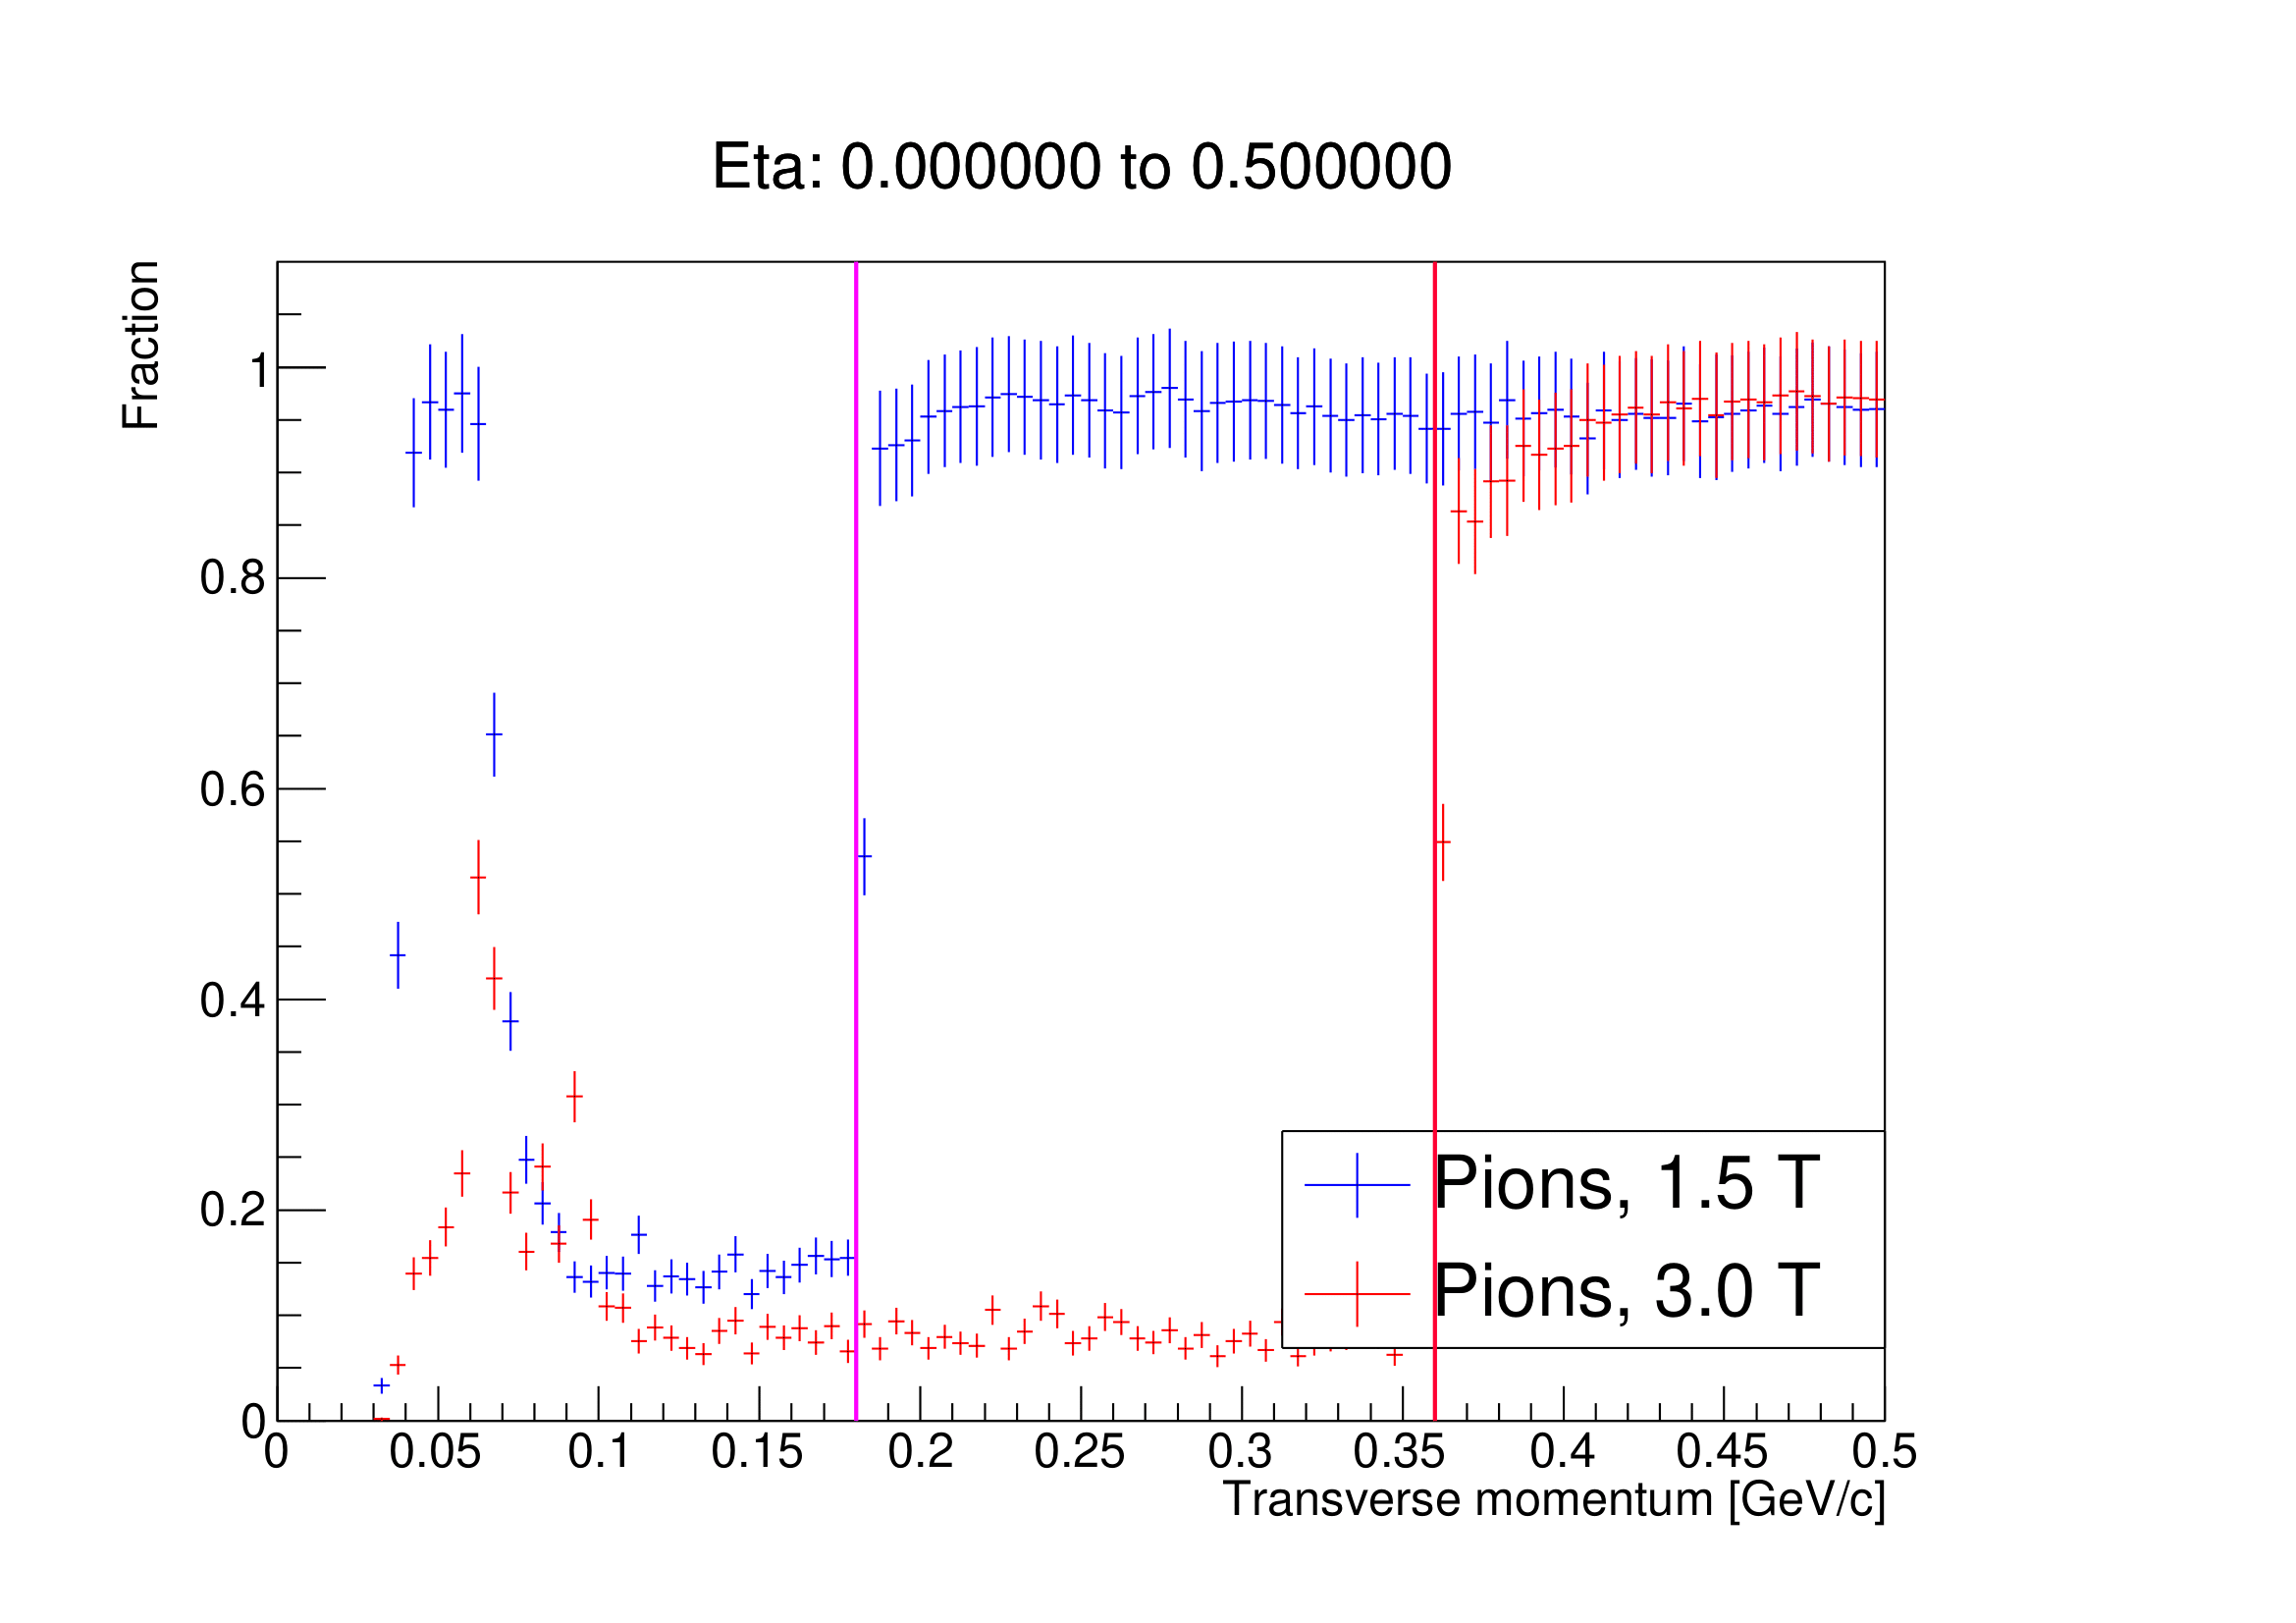 Eta: 0.000000 to 0.500000
Fraction
1
0.8
0.6
0.4
0.2
0
Pions, 1.5 T
Pions, 3.0 T
0 0.05 0.1 0.15 0.2 0.25 0.3 0.35 0.4 0.45 0.5
Transverse momentum [GeV/c]